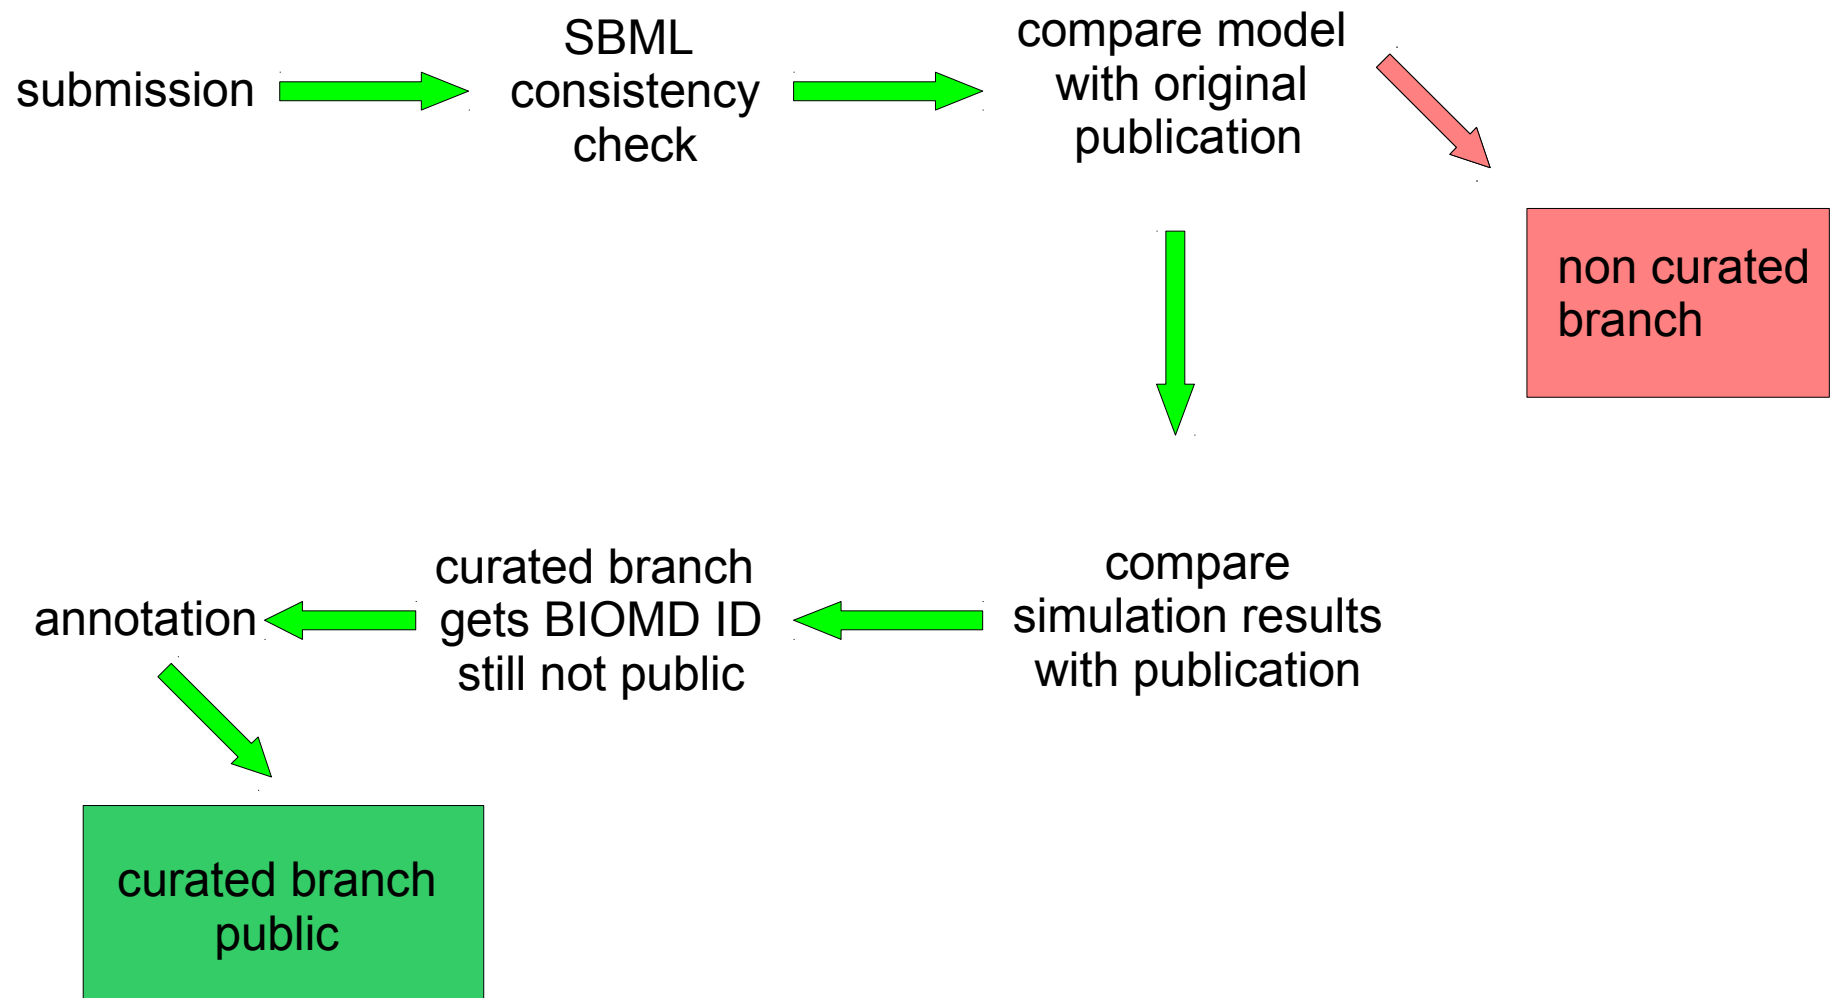 submission
SBML
consistency
check
compare model
with original
publication
non curated
branch
compare
simulation results
with publication
curated branch
gets BIOMD ID
still not public
annotation
curated branch
public